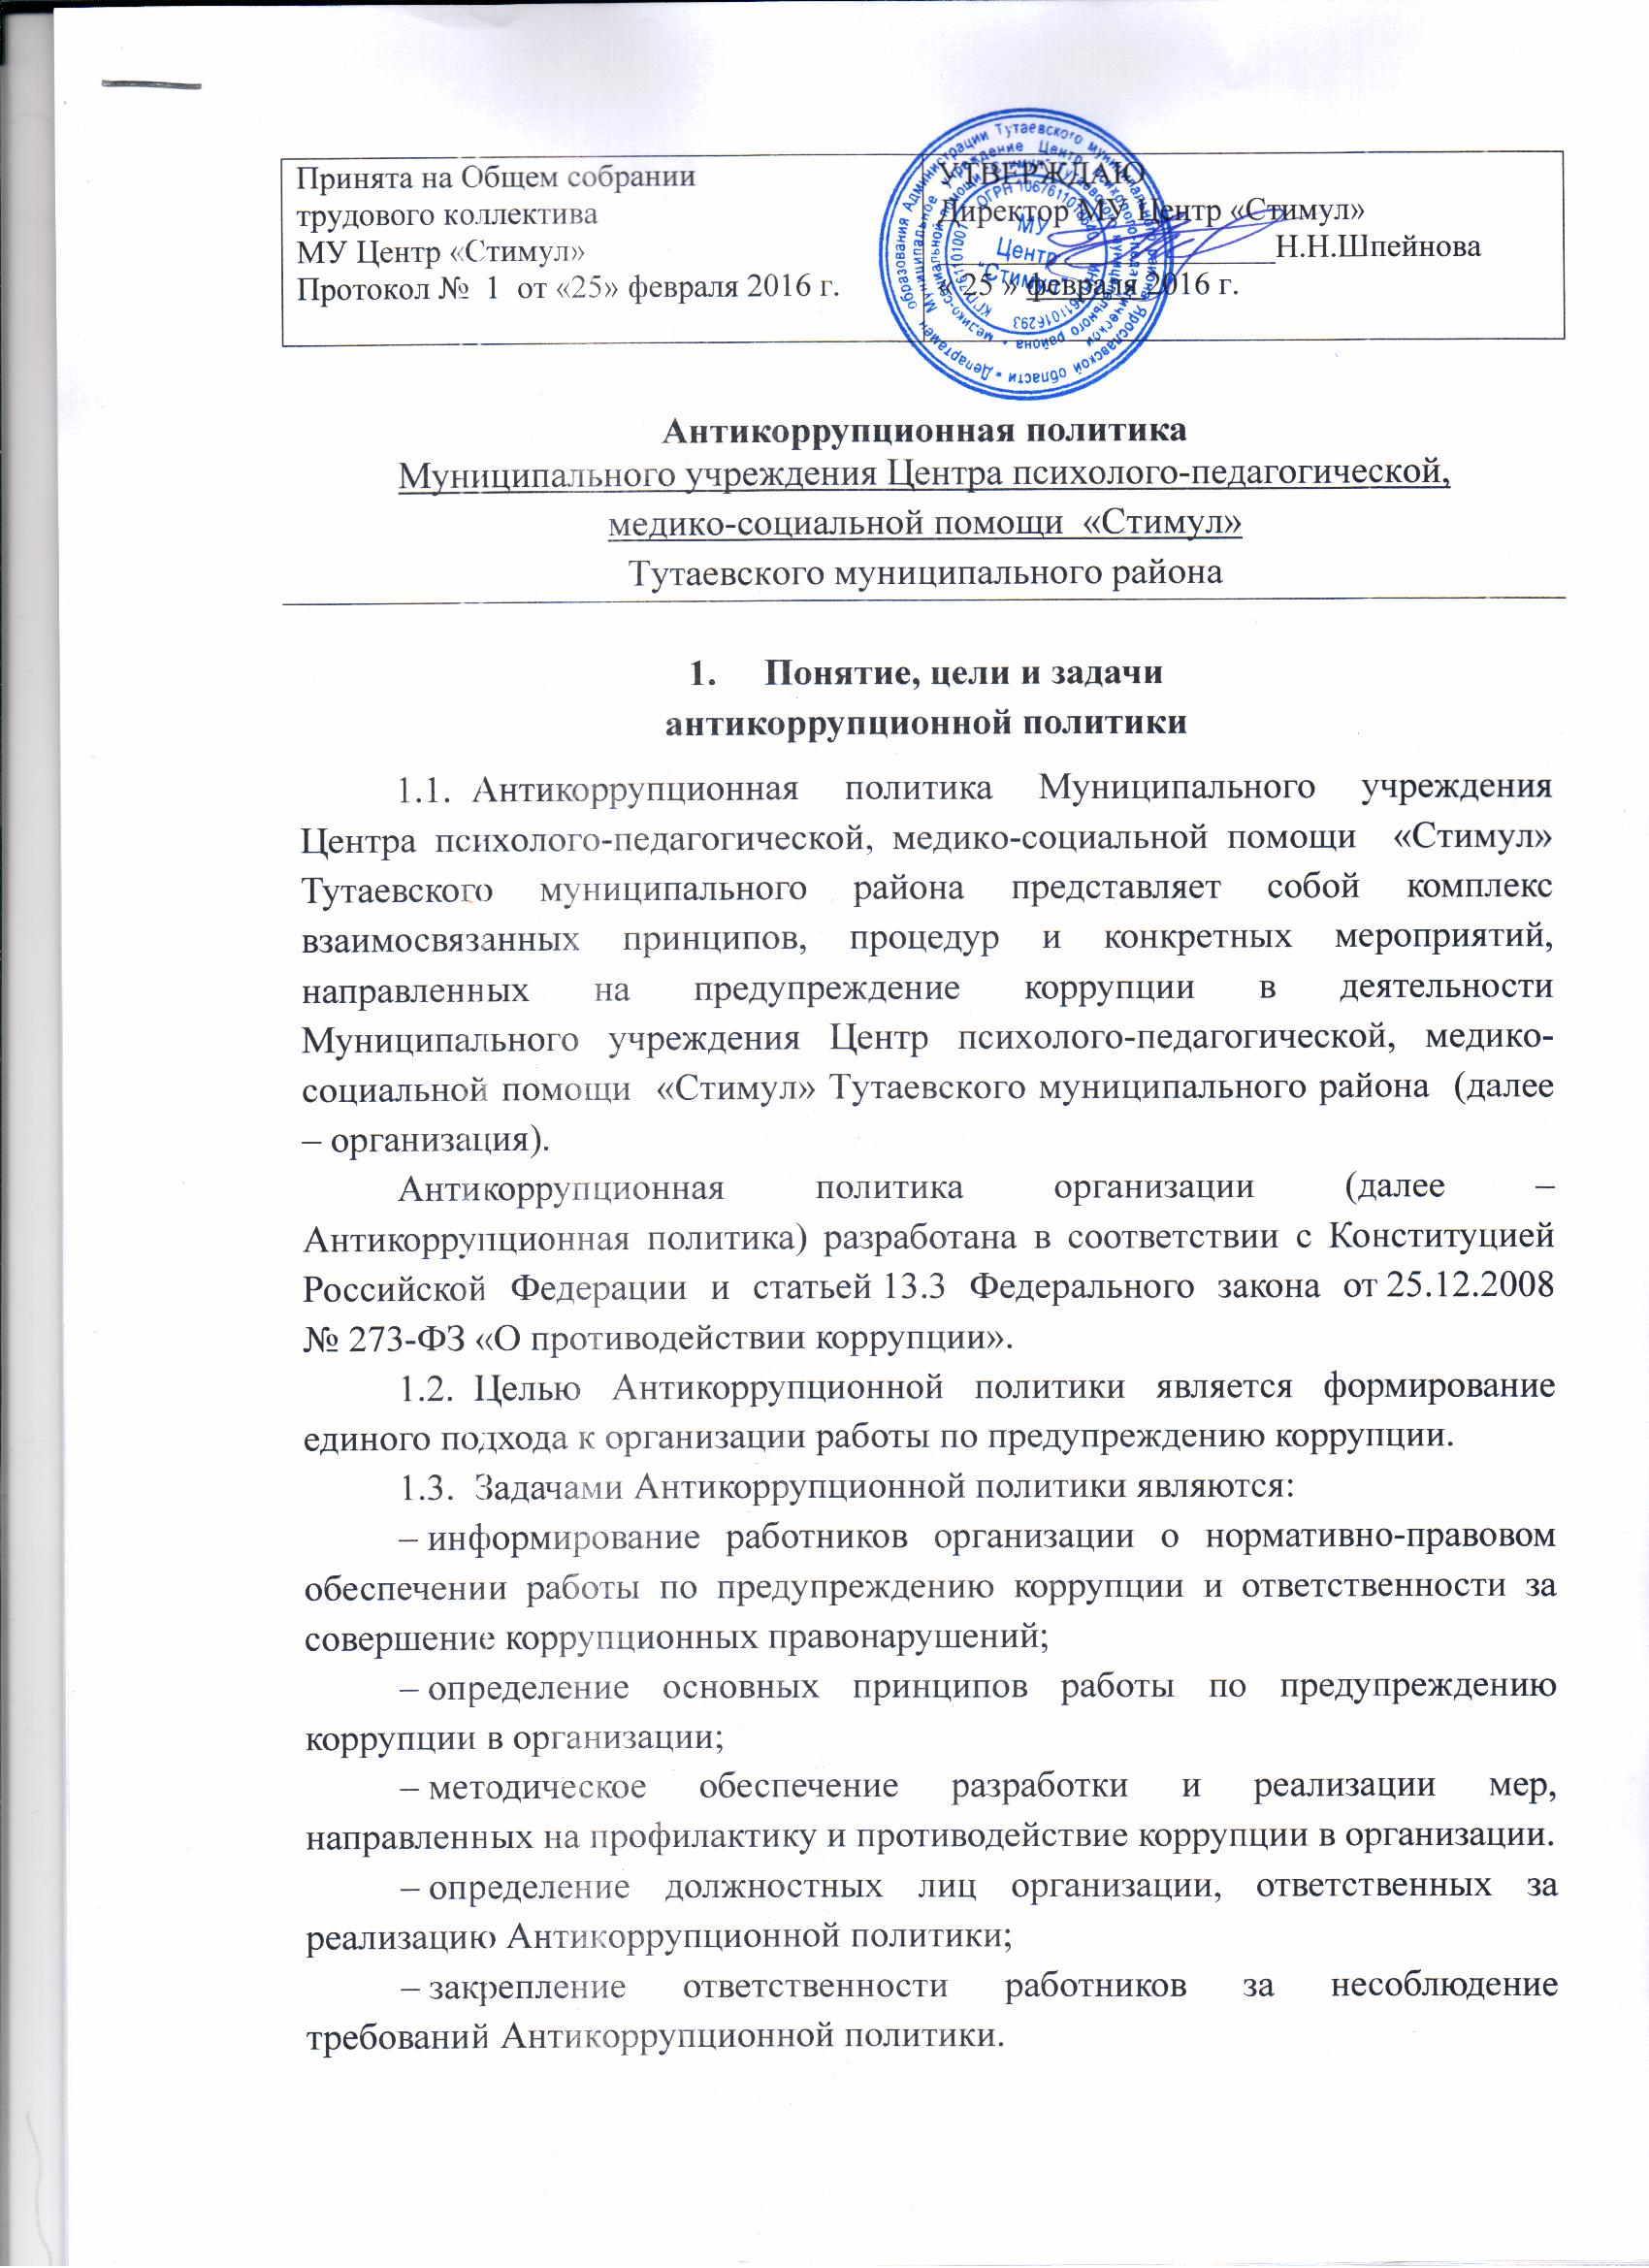 Принята на Общем собрании
трудового коллектива
МУ Центр «Стимул»
Протокол № 1 от «25» февраля 2016 г.
УТВЕРЖДАЮ
Директор МУ Центр «Стимул»
Н.Н.Шпейнова
« 25 » февраля 2016 г.
МУ
Центр
"Стимул"
Антикоррупционная политика
Муниципального учреждения Центра психолого-педагогической,
медико-социальной помощи «Стимул»
Тутаевского муниципального района
1. Понятие, цели и задачи
антикоррупционной политики
1.1. Антикоррупционная политика Муниципального учреждения
Центра психолого-педагогической, медико-социальной помощи «Стимул»
Тутаевского муниципального района представляет собой комплекс
взаимосвязанных принципов, процедур и конкретных мероприятий,
направленных на предупреждение коррупции в деятельности
Муниципального учреждения Центр психолого-педагогической, медико-
социальной помощи «Стимул» Тутаевского муниципального района (далее
– организация).
Антикоррупционная политика организации (далее –
Антикоррупционная политика) разработана в соответствии с Конституцией
Российской Федерации и статьей 13.3 Федерального закона от 25.12.2008
№ 273-ФЗ «О противодействии коррупции».
1.2. Целью Антикоррупционной политики является формирование
единого подхода к организации работы по предупреждению коррупции.
1.3. Задачами Антикоррупционной политики являются:
– информирование работников организации о нормативно-правовом
обеспечении работы по предупреждению коррупции и ответственности за
совершение коррупционных правонарушений;
– определение основных принципов работы по предупреждению
коррупции в организации;
– методическое обеспечение разработки и реализации мер,
направленных на профилактику и противодействие коррупции в организации.
– определение должностных лиц организации, ответственных за
реализацию Антикоррупционной политики;
– закрепление ответственности работников за несоблюдение
требований Антикоррупционной политики.